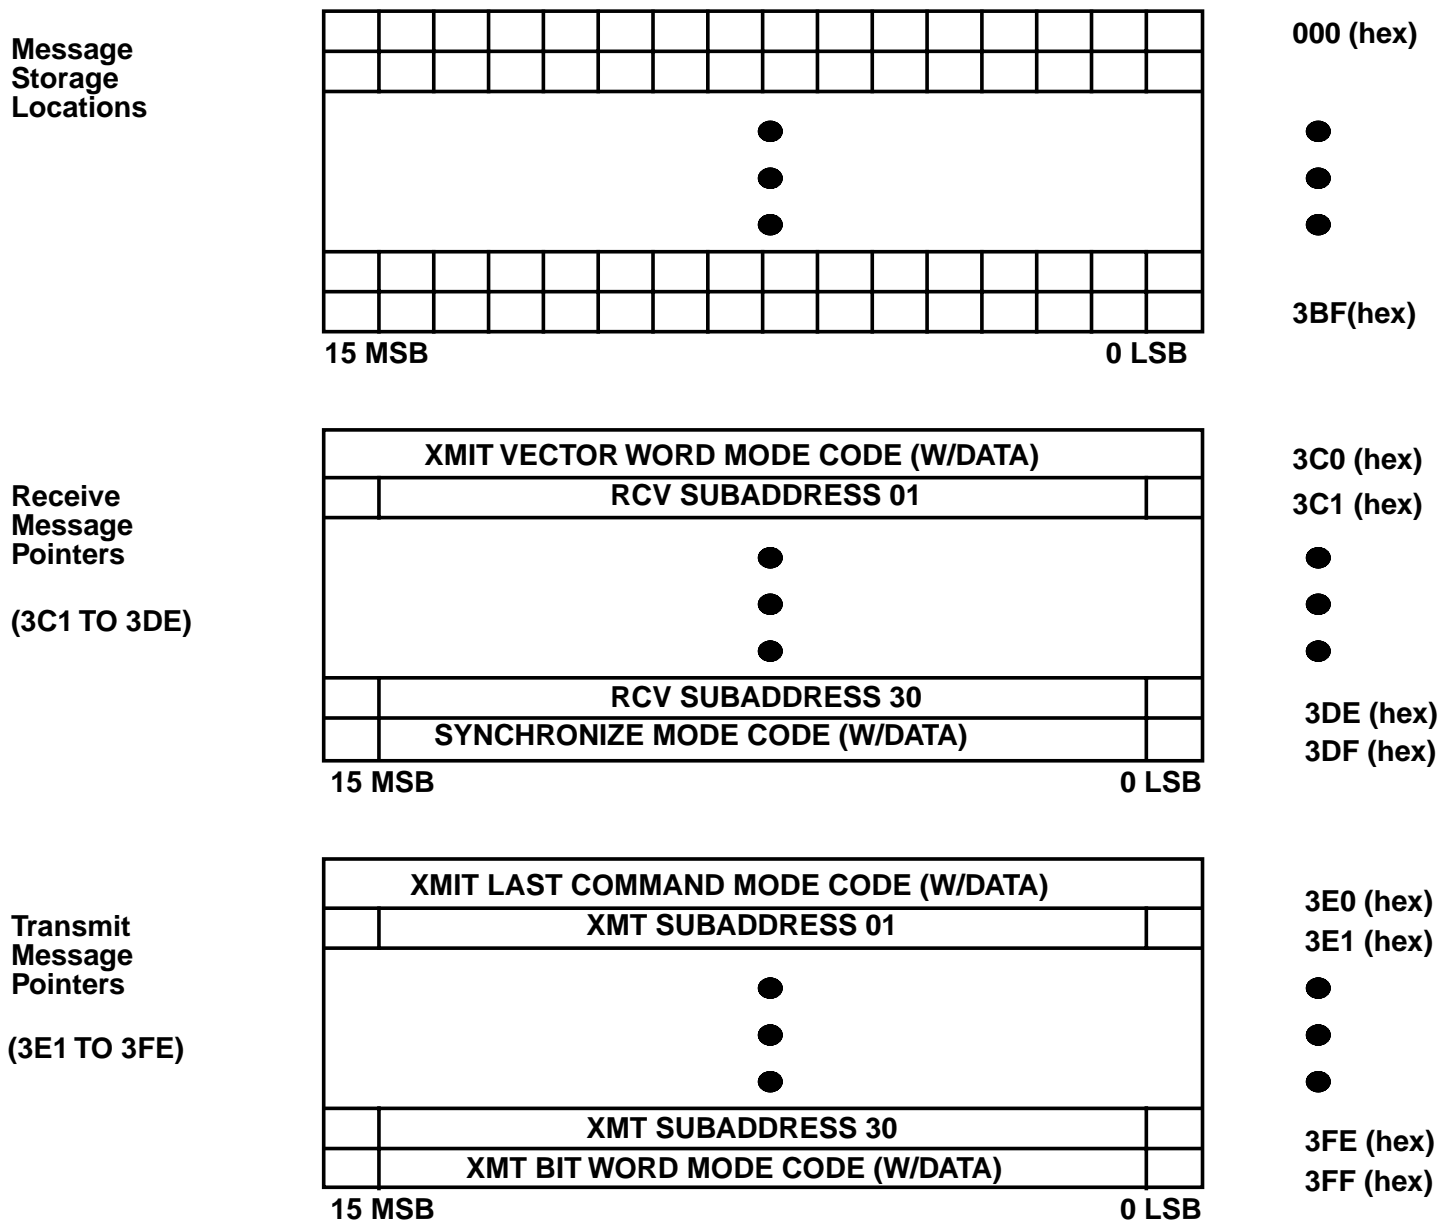 Message
Storage
Locations
000 (hex)
3BF(hex)
15 MSB
0 LSB
Receive
Message
Pointers
(3C1 TO 3DE)
XMIT VECTOR WORD MODE CODE (W/DATA)
3C0 (hex)
RCV SUBADDRESS 01
3C1 (hex)
RCV SUBADDRESS 30
3DE (hex)
SYNCHRONIZE MODE CODE (W/DATA)
3DF (hex)
15 MSB
0 LSB
Transmit
Message
Pointers
(3E1 TO 3FE)
XMIT LAST COMMAND MODE CODE (W/DATA)
3E0 (hex)
XMT SUBADDRESS 01
3E1 (hex)
XMT SUBADDRESS 30
3FE (hex)
XMT BIT WORD MODE CODE (W/DATA)
3FF (hex)
15 MSB
0 LSB